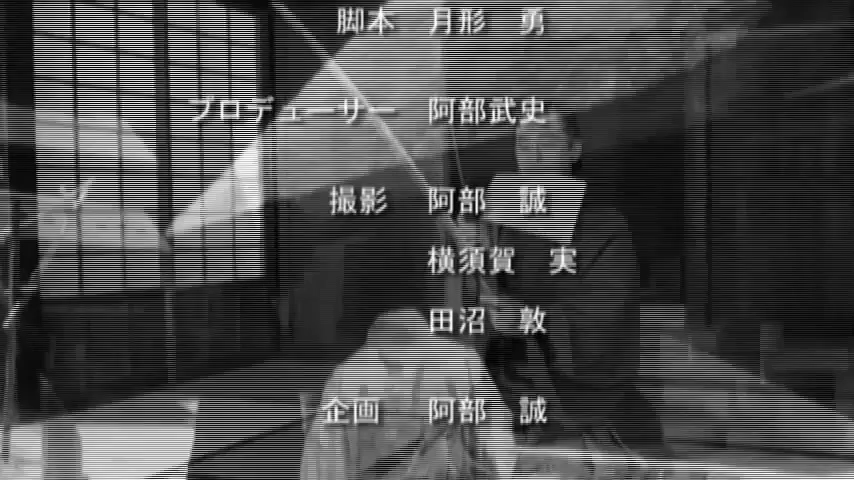 脚本　月形　勇
プロデューサー　阿部武史
撮影　阿部　誠
横須賀　実
田沼　敦
企画　阿部　誠